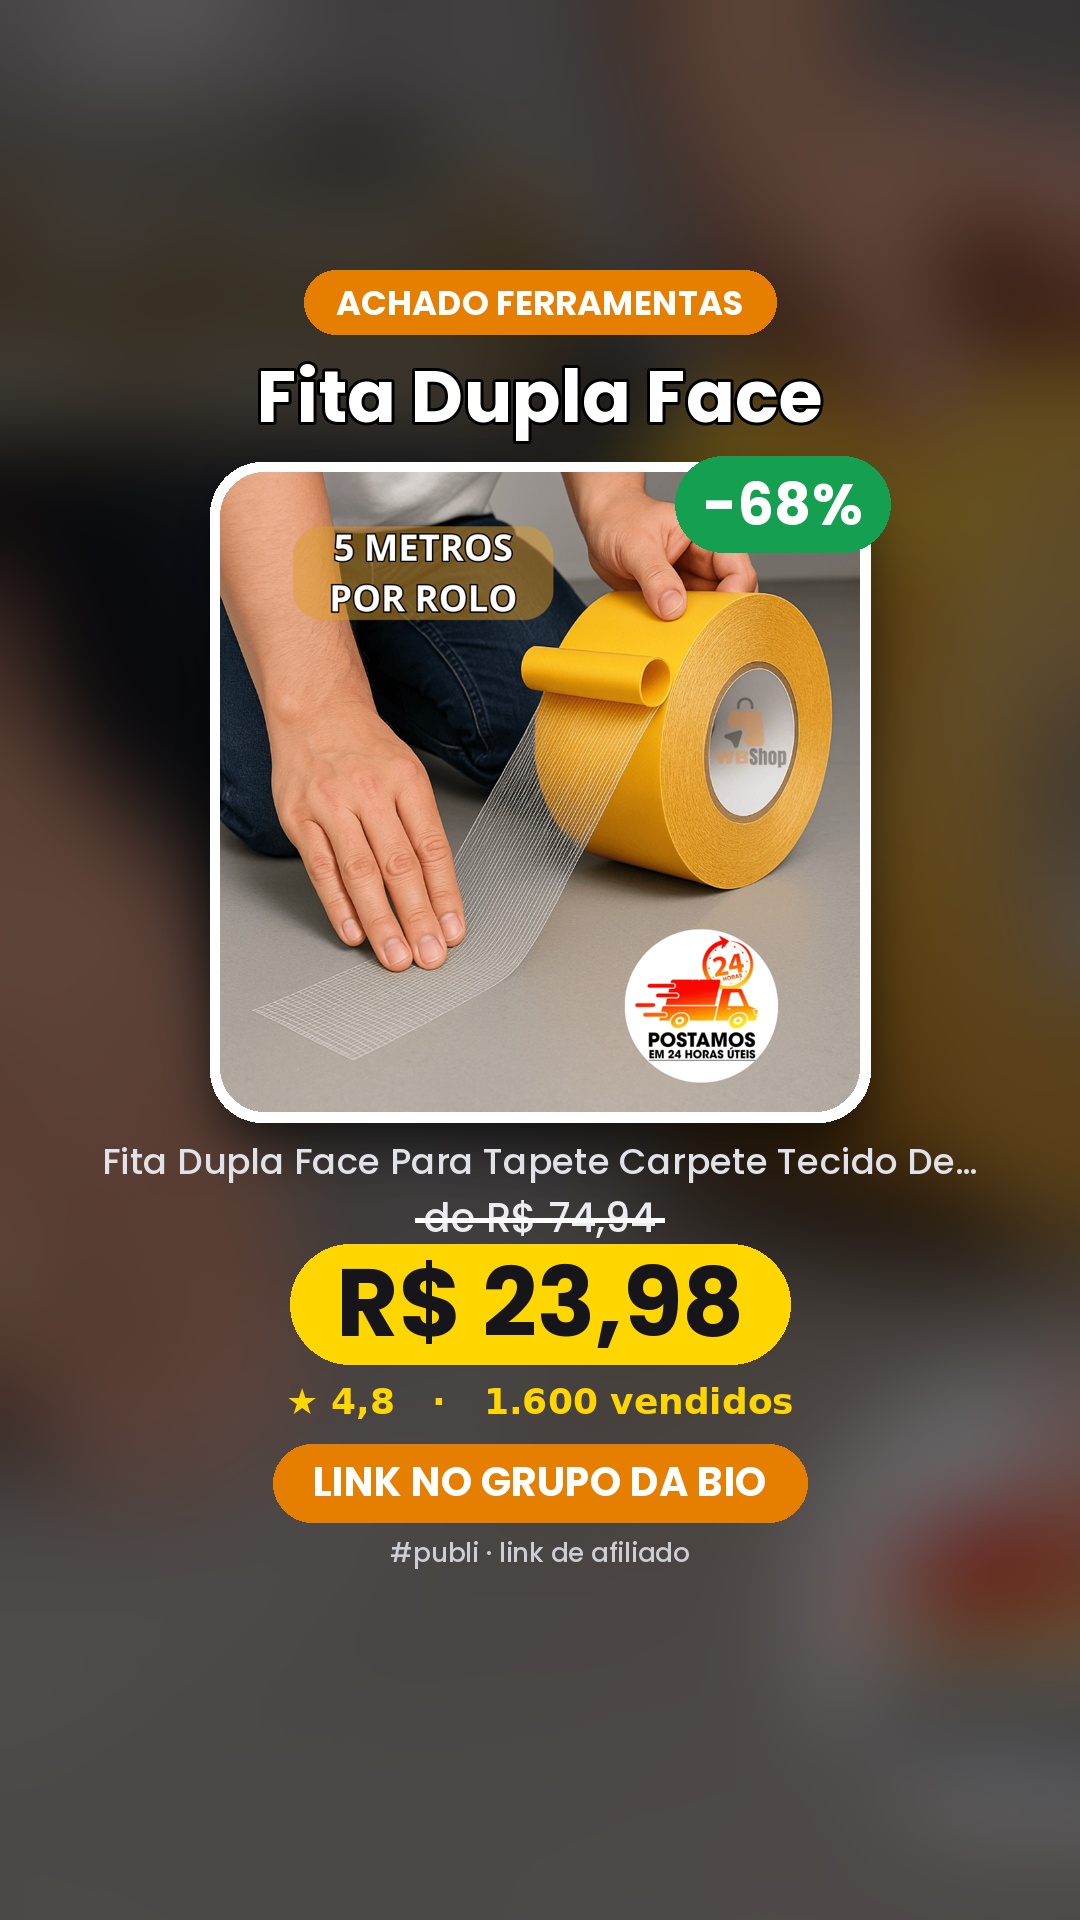 ACHADO FERRAMENTAS
Fita Dupla Face
-68%
5 METROS
POR ROLO
WBShop
24
HORAS
POSTAMOS
EM 24 HORAS ÚTEIS
Fita Dupla Face Para Tapete Carpete Tecido De...
de R$ 74,94
R$ 23,98
★ 4,8 · 1.600 vendidos
LINK NO GRUPO DA BIO
#publi · link de afiliado